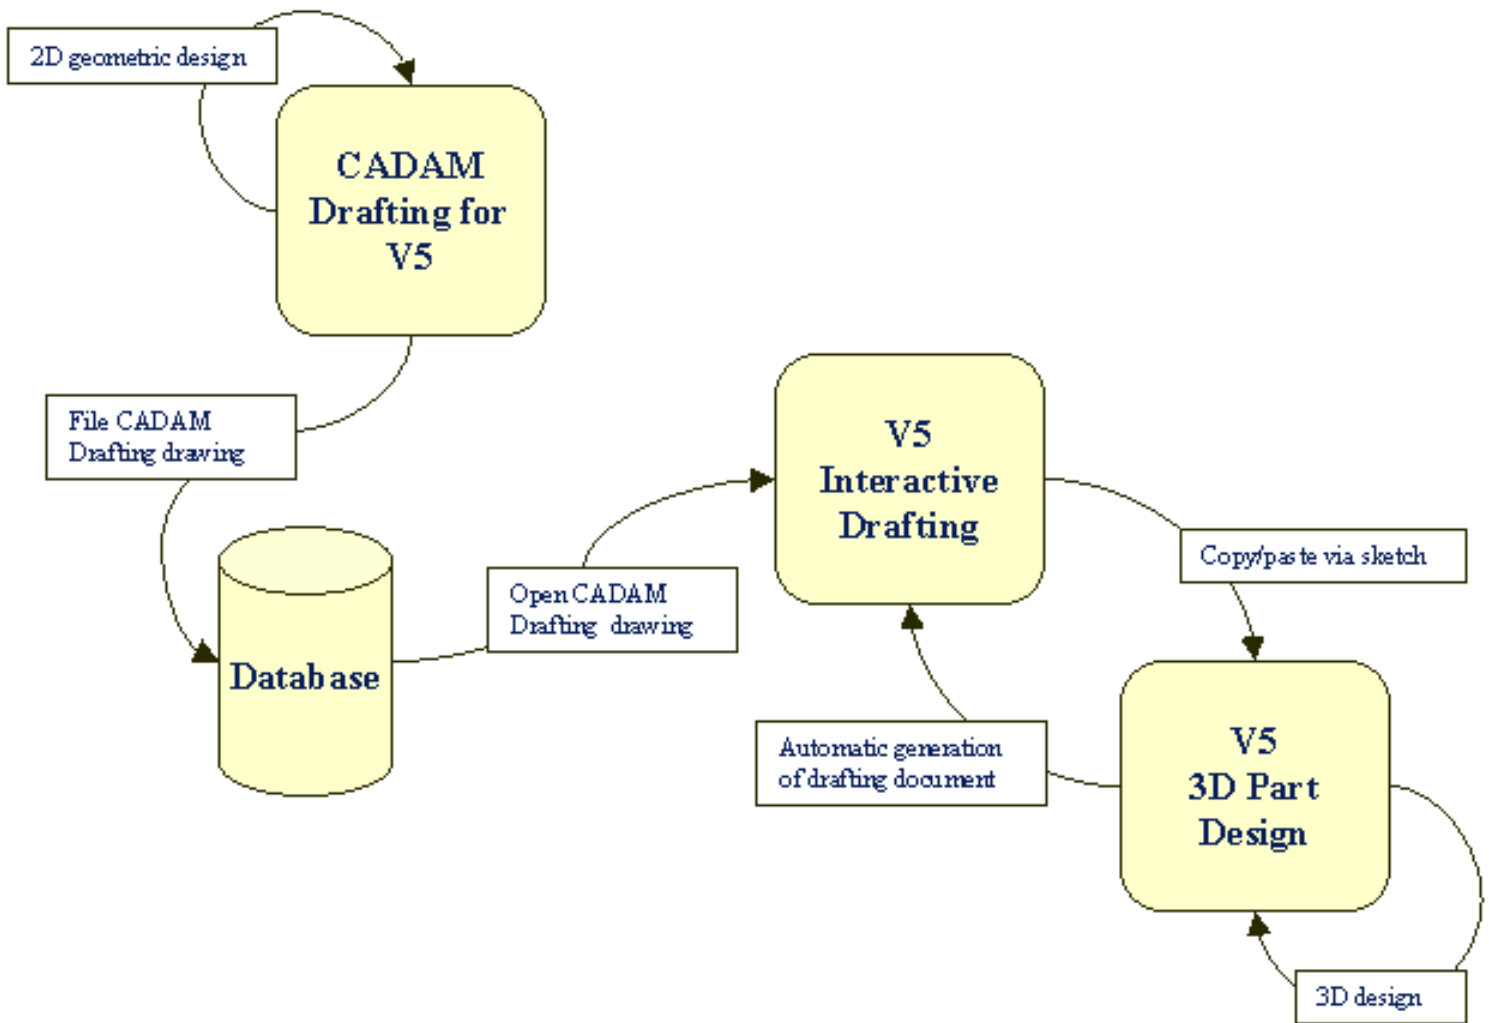 2D geometric design
CADAM
Drafting for
V5
File CADAM
Drafting drawing
Database
Open CADAM
Drafting drawing
V5
Interactive
Drafting
Copy/paste via sketch
Automatic generation
of drafting document
V5
3D Part
Design
3D design